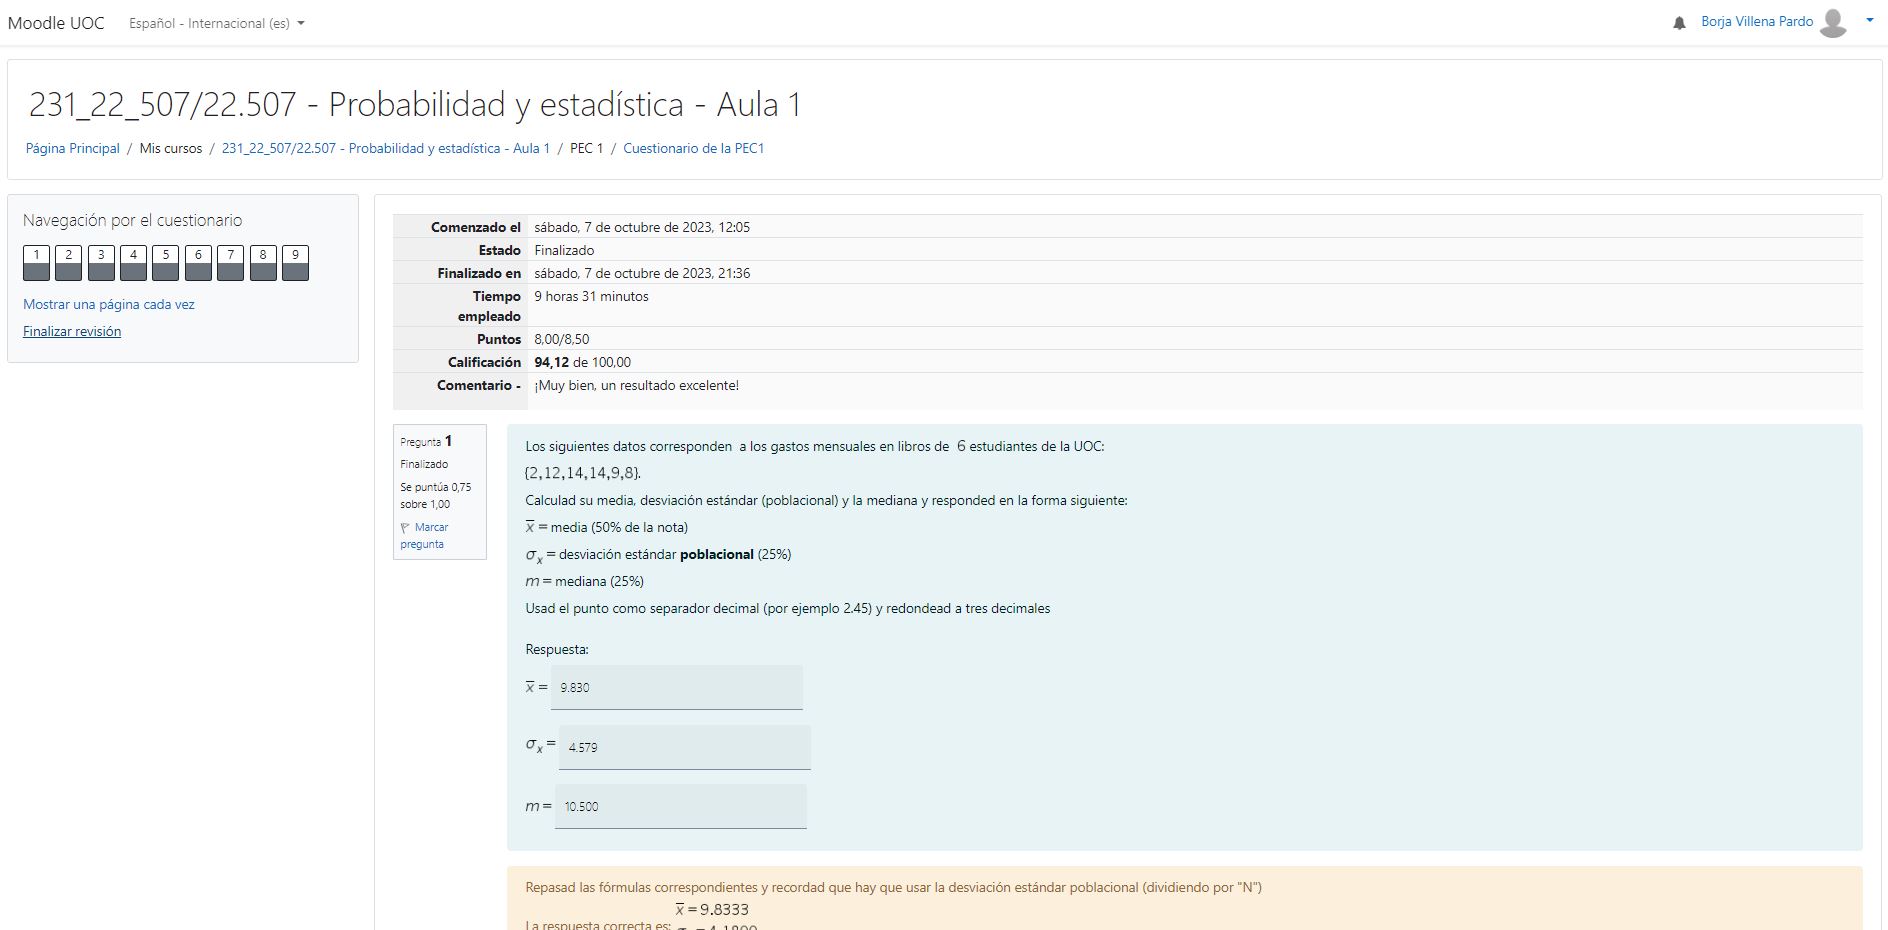 Moodle UOC Español - Internacional (es) Borja Villena Pardo
231_22_507/22.507 - Probabilidad y estadística - Aula 1
Página Principal / Mis cursos / 231_22_507/22.507 - Probabilidad y estadística - Aula 1 / PEC 1 / Cuestionario de la PEC1
Navegación por el cuestionario
1 2 3 4 5 6 7 8 9
Mostrar una página cada vez
Finalizar revisión
Comenzado el sábado, 7 de octubre de 2023, 12:05
Estado Finalizado
Finalizado en sábado, 7 de octubre de 2023, 21:36
Tiempo empleado 9 horas 31 minutos
Puntos 8,00/8,50
Calificación 94,12 de 100,00
Comentario - ¡Muy bien, un resultado excelente!
Pregunta 1
Finalizado
Se puntúa 0,75
sobre 1,00
Marcar
pregunta
Los siguientes datos corresponden a los gastos mensuales en libros de 6 estudiantes de la UOC:
{2,12,14,14,9,8}.
Calculad su media, desviación estándar (poblacional) y la mediana y responded en la forma siguiente:
x̅ = media (50% de la nota)
σx = desviación estándar poblacional (25%)
m = mediana (25%)
Usad el punto como separador decimal (por ejemplo 2.45) y redondead a tres decimales
Respuesta:
x̅ = 9.830
σx = 4.579
m = 10.500
Repasad las fórmulas correspondientes y recordad que hay que usar la desviación estándar poblacional (dividiendo por "N")
x̅ = 9.8333
La respuesta correcta es: